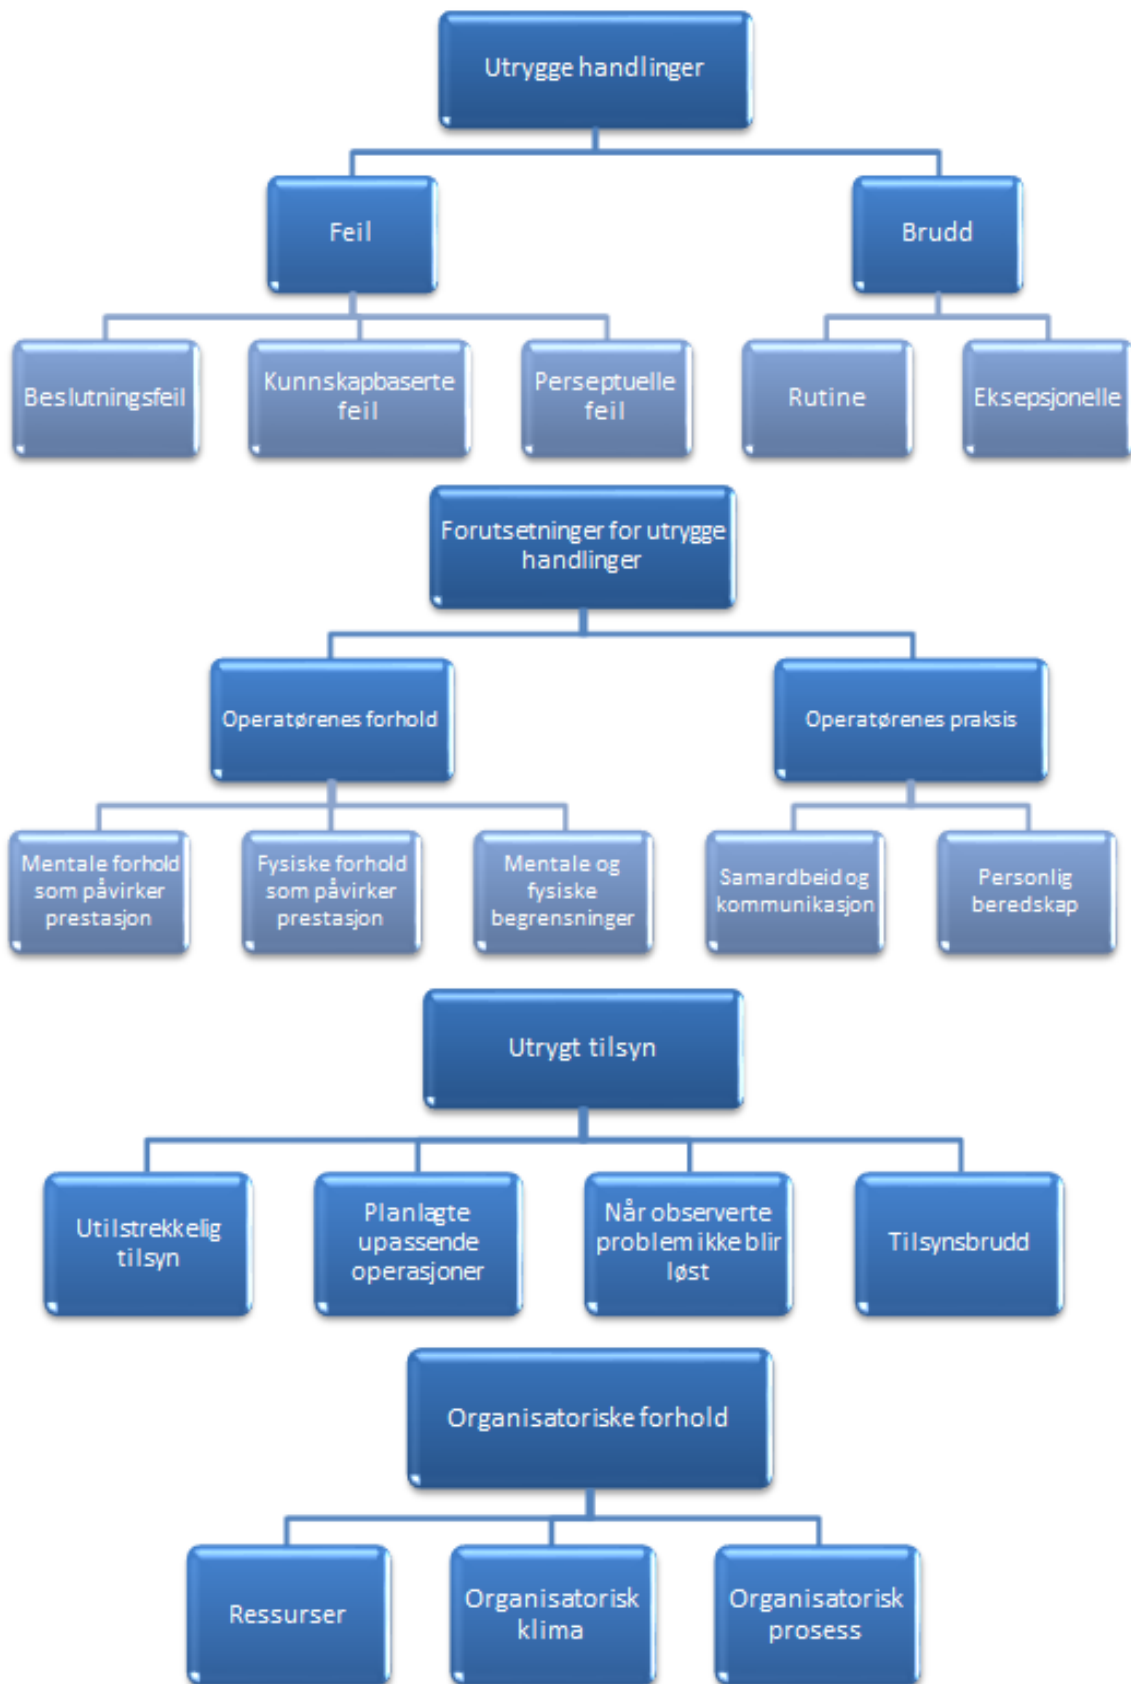 Utrygge handlinger
Feil
Brudd
Beslutningsfeil
Kunnskapbaserte
feil
Perseptuelle
feil
Rutine
Eksepsjonelle
Forutsetninger for utrygge
handlinger
Operatørenes forhold
Operatørenes praksis
Mentale forhold
som påvirker
prestasjon
Fysiske forhold
som påvirker
prestasjon
Mentale og
fysiske
begrensninger
Samardbeid og
kommunikasjon
Personlig
beredskap
Utrygt tilsyn
Utilstrekkelig
tilsyn
Planlagte
upassende
operasjoner
Når observerte
problem ikke blir
løst
Tilsynsbrudd
Organisatoriske forhold
Ressurser
Organisatorisk
klima
Organisatorisk
prosess